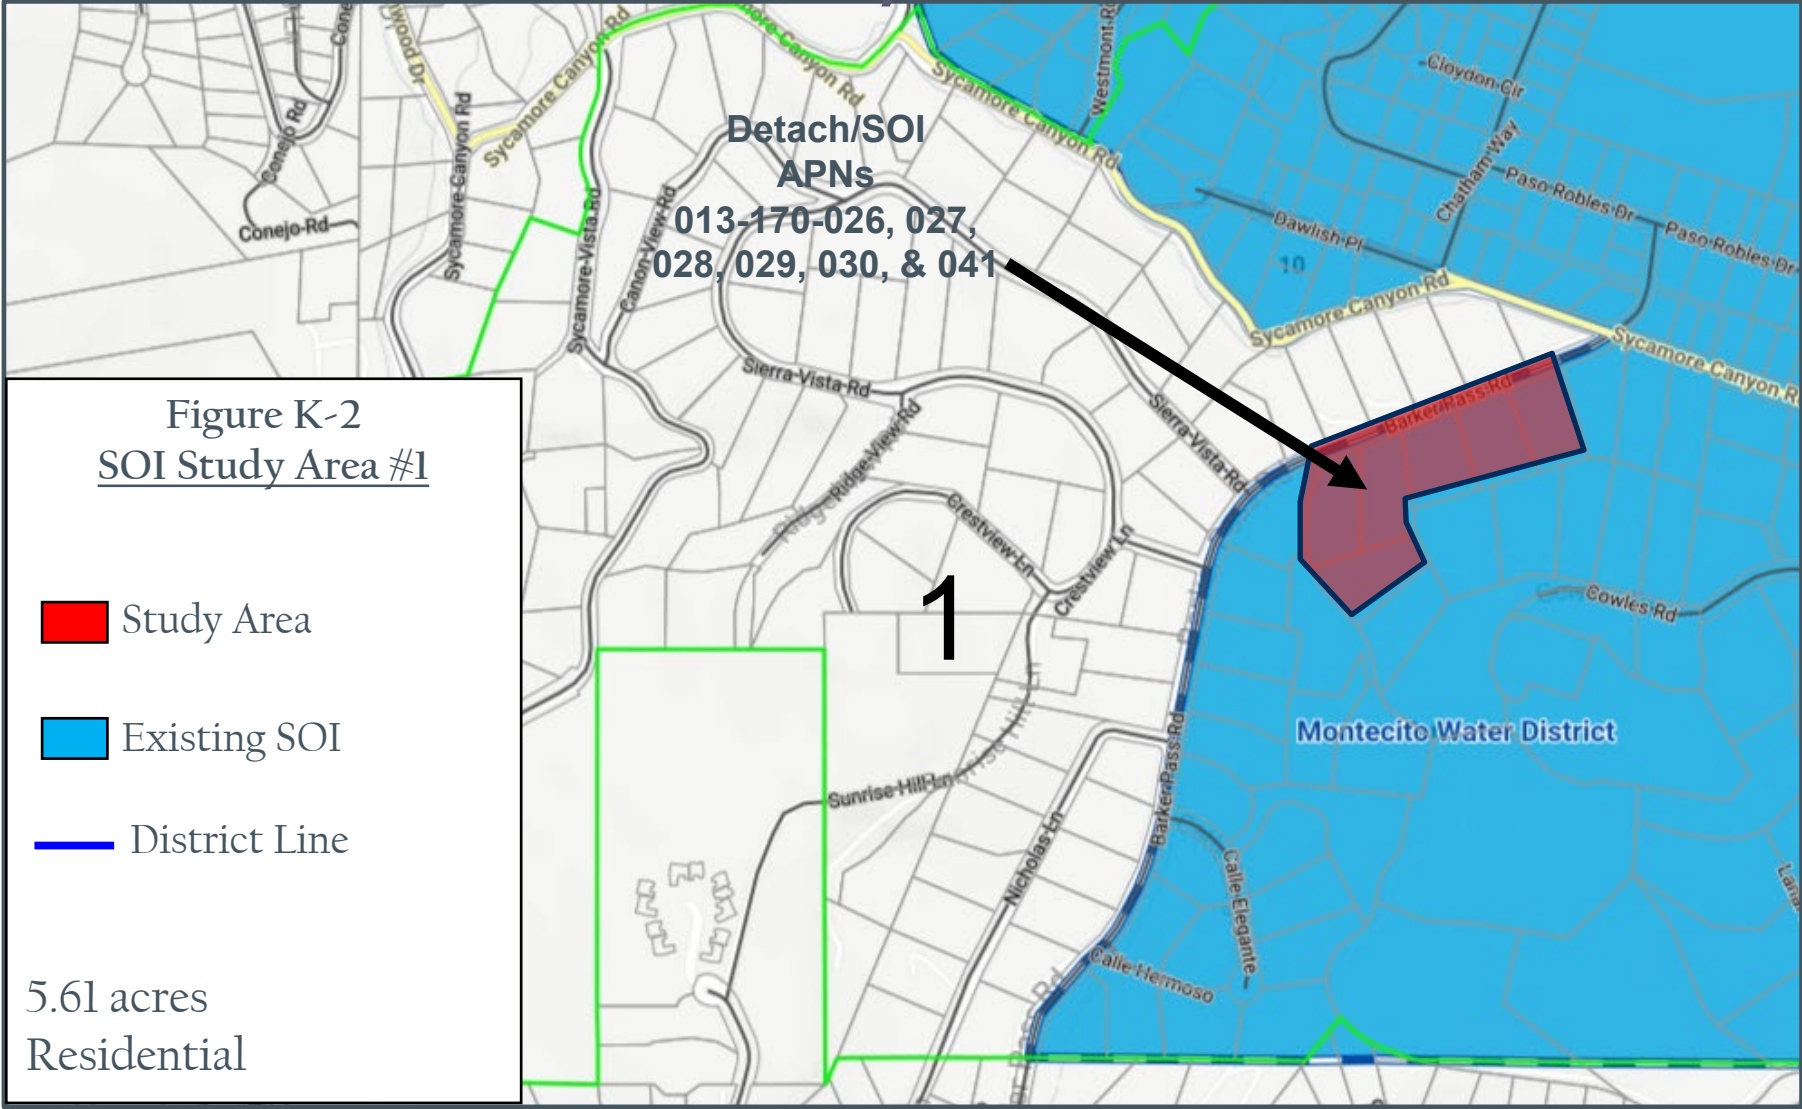 Conejo Rd
Conejo-Rd
Sycamore Canyon Rd
Sycamore Canyon Rd
Sycamore Canyon Rd
Westmont Rd
Cloydon Cir
Chatham Way
Paso Robles Dr
Paso Robles Dr
Dawlish Pl
10
Sycamore Canyon Rd
Sycamore Canyon R
Detach/SOI
APNs
013-170-026, 027,
028, 029, 030, & 041
Sycamore-Vista-Rd
Canon-View-Rd
Sierra-Vista-Rd
Sierra-Vista-Rd
Ridge-View-Rd
Crestview-Ln
Crestview Ln
Barker Pass Rd
Cowles Rd
1
Montecito Water District
Sunrise-Hill-Ln
Nicholas Ln
Barker Pass Rd
Calle Elegante
Calle Hermoso
Figure K-2
SOI Study Area #1
Study Area
Existing SOI
District Line
5.61 acres
Residential